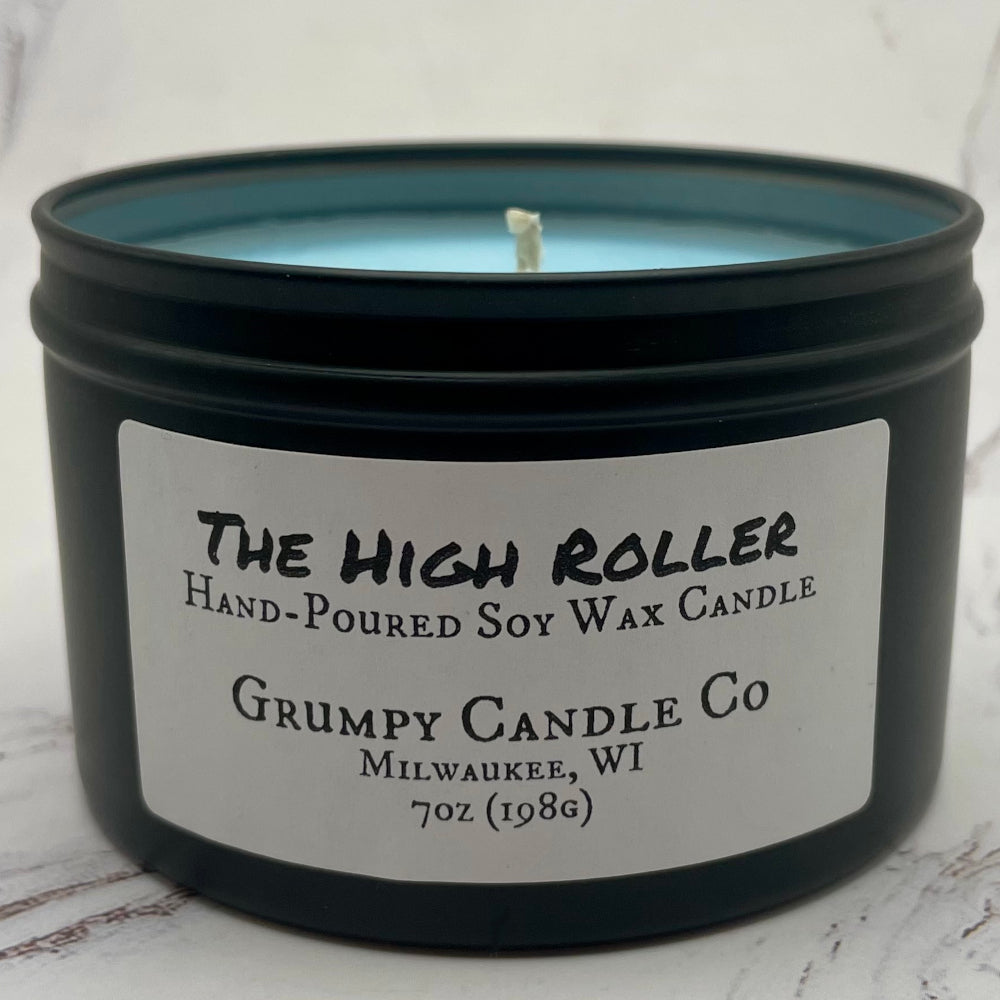 The High Roller
Hand-Poured Soy Wax Candle
Grumpy Candle Co
Milwaukee, WI
7oz (198g)